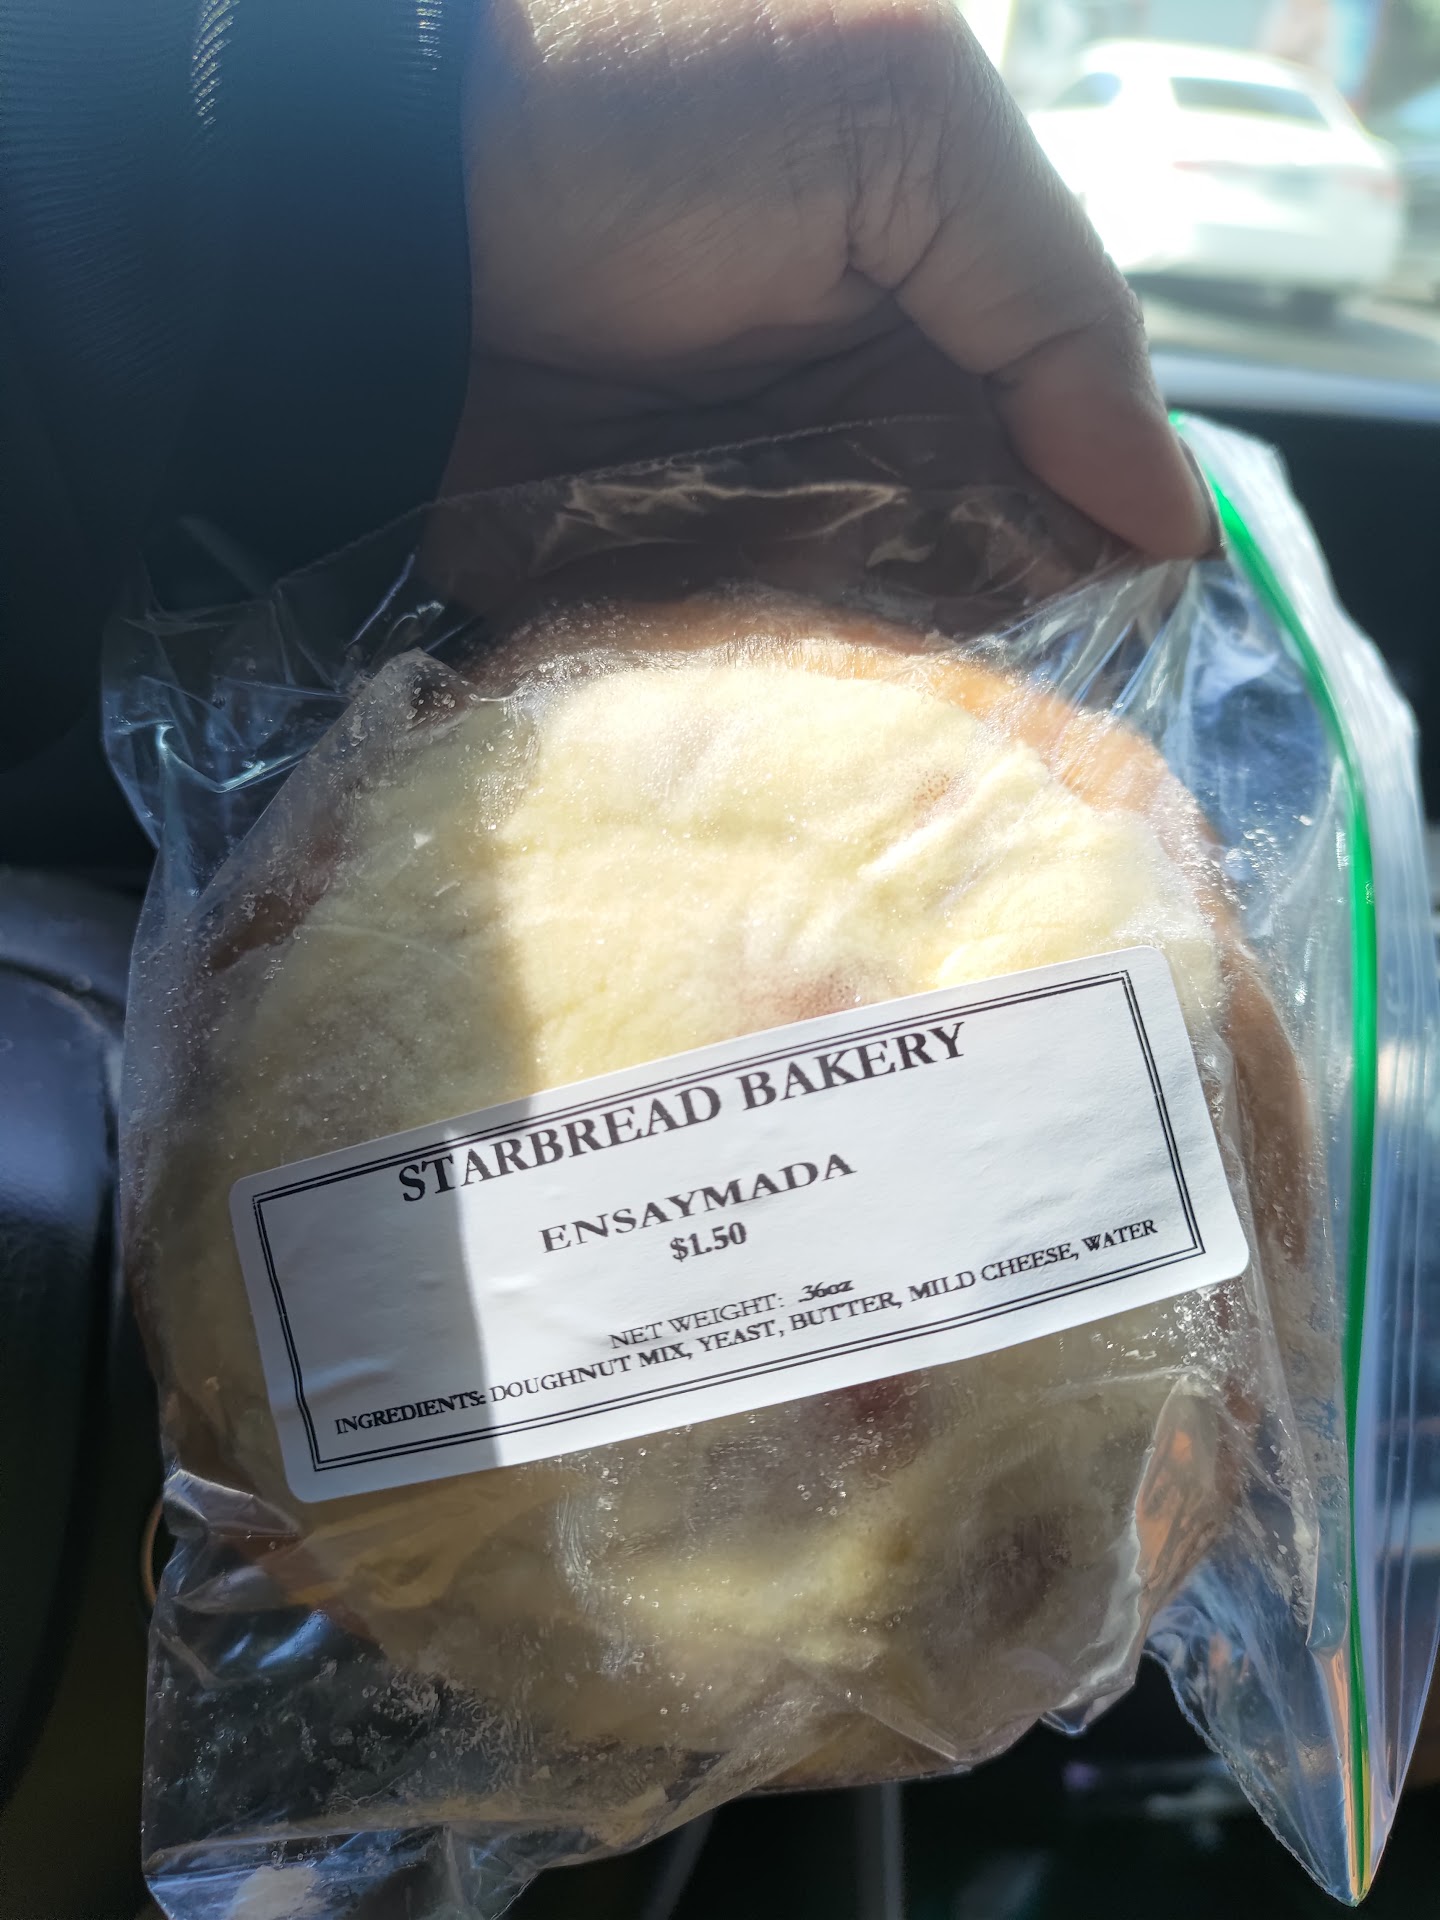 STARBREAD BAKERY
ENSAYMADA
$1.50
NET WEIGHT: .36oz
INGREDIENTS: DOUGHNUT MIX, YEAST, BUTTER, MILD CHEESE, WATER